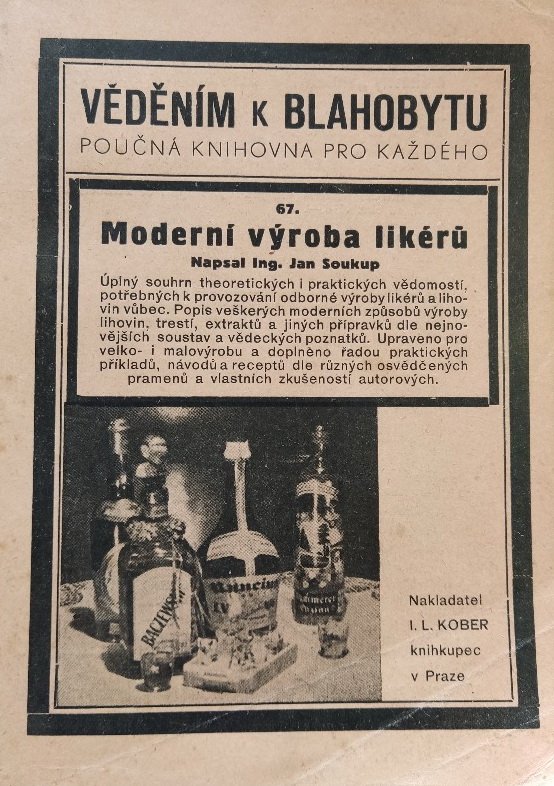 VĚDĚNÍM K BLAHOBYTU
POUČNÁ KNIHOVNA PRO KAŽDÉHO
67.
Moderní výroba likérů
Napsal Ing. Jan Soukup
Úplný souhrn theoretických i praktických vědomostí,
potřebných k provozování odborné výroby likérů a liho-
vin vůbec. Popis veškerých moderních způsobů výroby
lihovin, trestí, extraktů a jiných přípravků dle nejno-
vějších soustav a vědeckých poznatků. Upraveno pro
velko- i malovýrobu a doplněno řadou praktických
příkladů, návodů a receptů dle různých osvědčených
pramenů a vlastních zkušeností autorových.
BACZEWSKI
Nakladatel
I. L. KOBER
knihkupec
v Praze